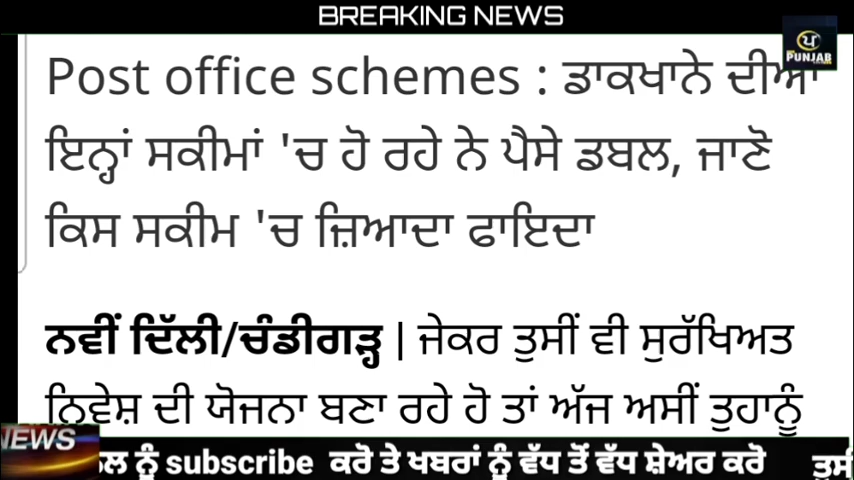 BREAKING NEWS
ਪ
PUNJAB
Post office schemes : ਡਾਕਖਾਨੇ ਦੀਆਂ
ਇਨ੍ਹਾਂ ਸਕੀਮਾਂ 'ਚ ਹੋ ਰਹੇ ਨੇ ਪੈਸੇ ਡਬਲ, ਜਾਣੋ
ਕਿਸ ਸਕੀਮ 'ਚ ਜ਼ਿਆਦਾ ਫਾਇਦਾ
ਨਵੀਂ ਦਿੱਲੀ/ਚੰਡੀਗੜ੍ਹ | ਜੇਕਰ ਤੁਸੀਂ ਵੀ ਸੁਰੱਖਿਅਤ
ਨਿਵੇਸ਼ ਦੀ ਯੋਜਨਾ ਬਣਾ ਰਹੇ ਹੋ ਤਾਂ ਅੱਜ ਅਸੀਂ ਤੁਹਾਨੂੰ
NEWS ਨੂੰ subscribe ਕਰੋ ਤੇ ਖਬਰਾਂ ਨੂੰ ਵੱਧ ਤੋਂ ਵੱਧ ਸ਼ੇਅਰ ਕਰੋ